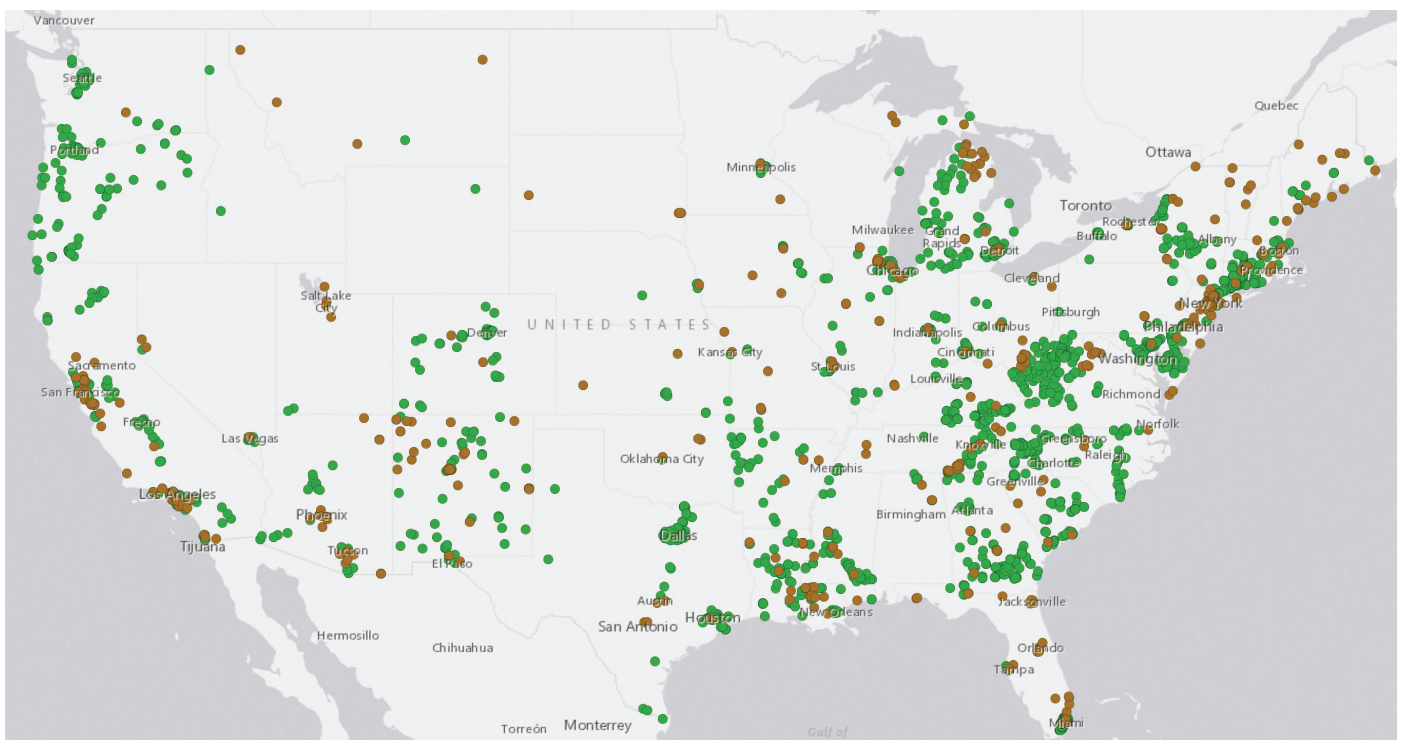 Vancouver
Seattle
Quebec
Portland
Minneapolis
Ottawa
Toronto
Rochester
Milwaukee
Grand
Rapids
Buffalo
Albany
Detroit
Boston
Chicago
Cleveland
Providence
Salt Lake
City
New York
Pittsburgh
UNITED STATES
Denver
Indianapolis
Columbus
Philadelphia
Kansas City
Cincinnati
Washington
Sacramento
St Louis
Louisville
San Francisco
Richmond
Fresno
Norfolk
Las Vegas
Nashville
Knoxville
Greensboro
Raleigh
Oklahoma City
Memphis
Charlotte
Los Angeles
Greenville
Phoenix
Birmingham
Atlanta
Dallas
Tijuana
Tucson
El Paso
Austin
Jacksonville
New Orleans
Houston
San Antonio
Hermosillo
Chihuahua
Orlando
Tampa
Torreón
Monterrey
Miami
Gulf of